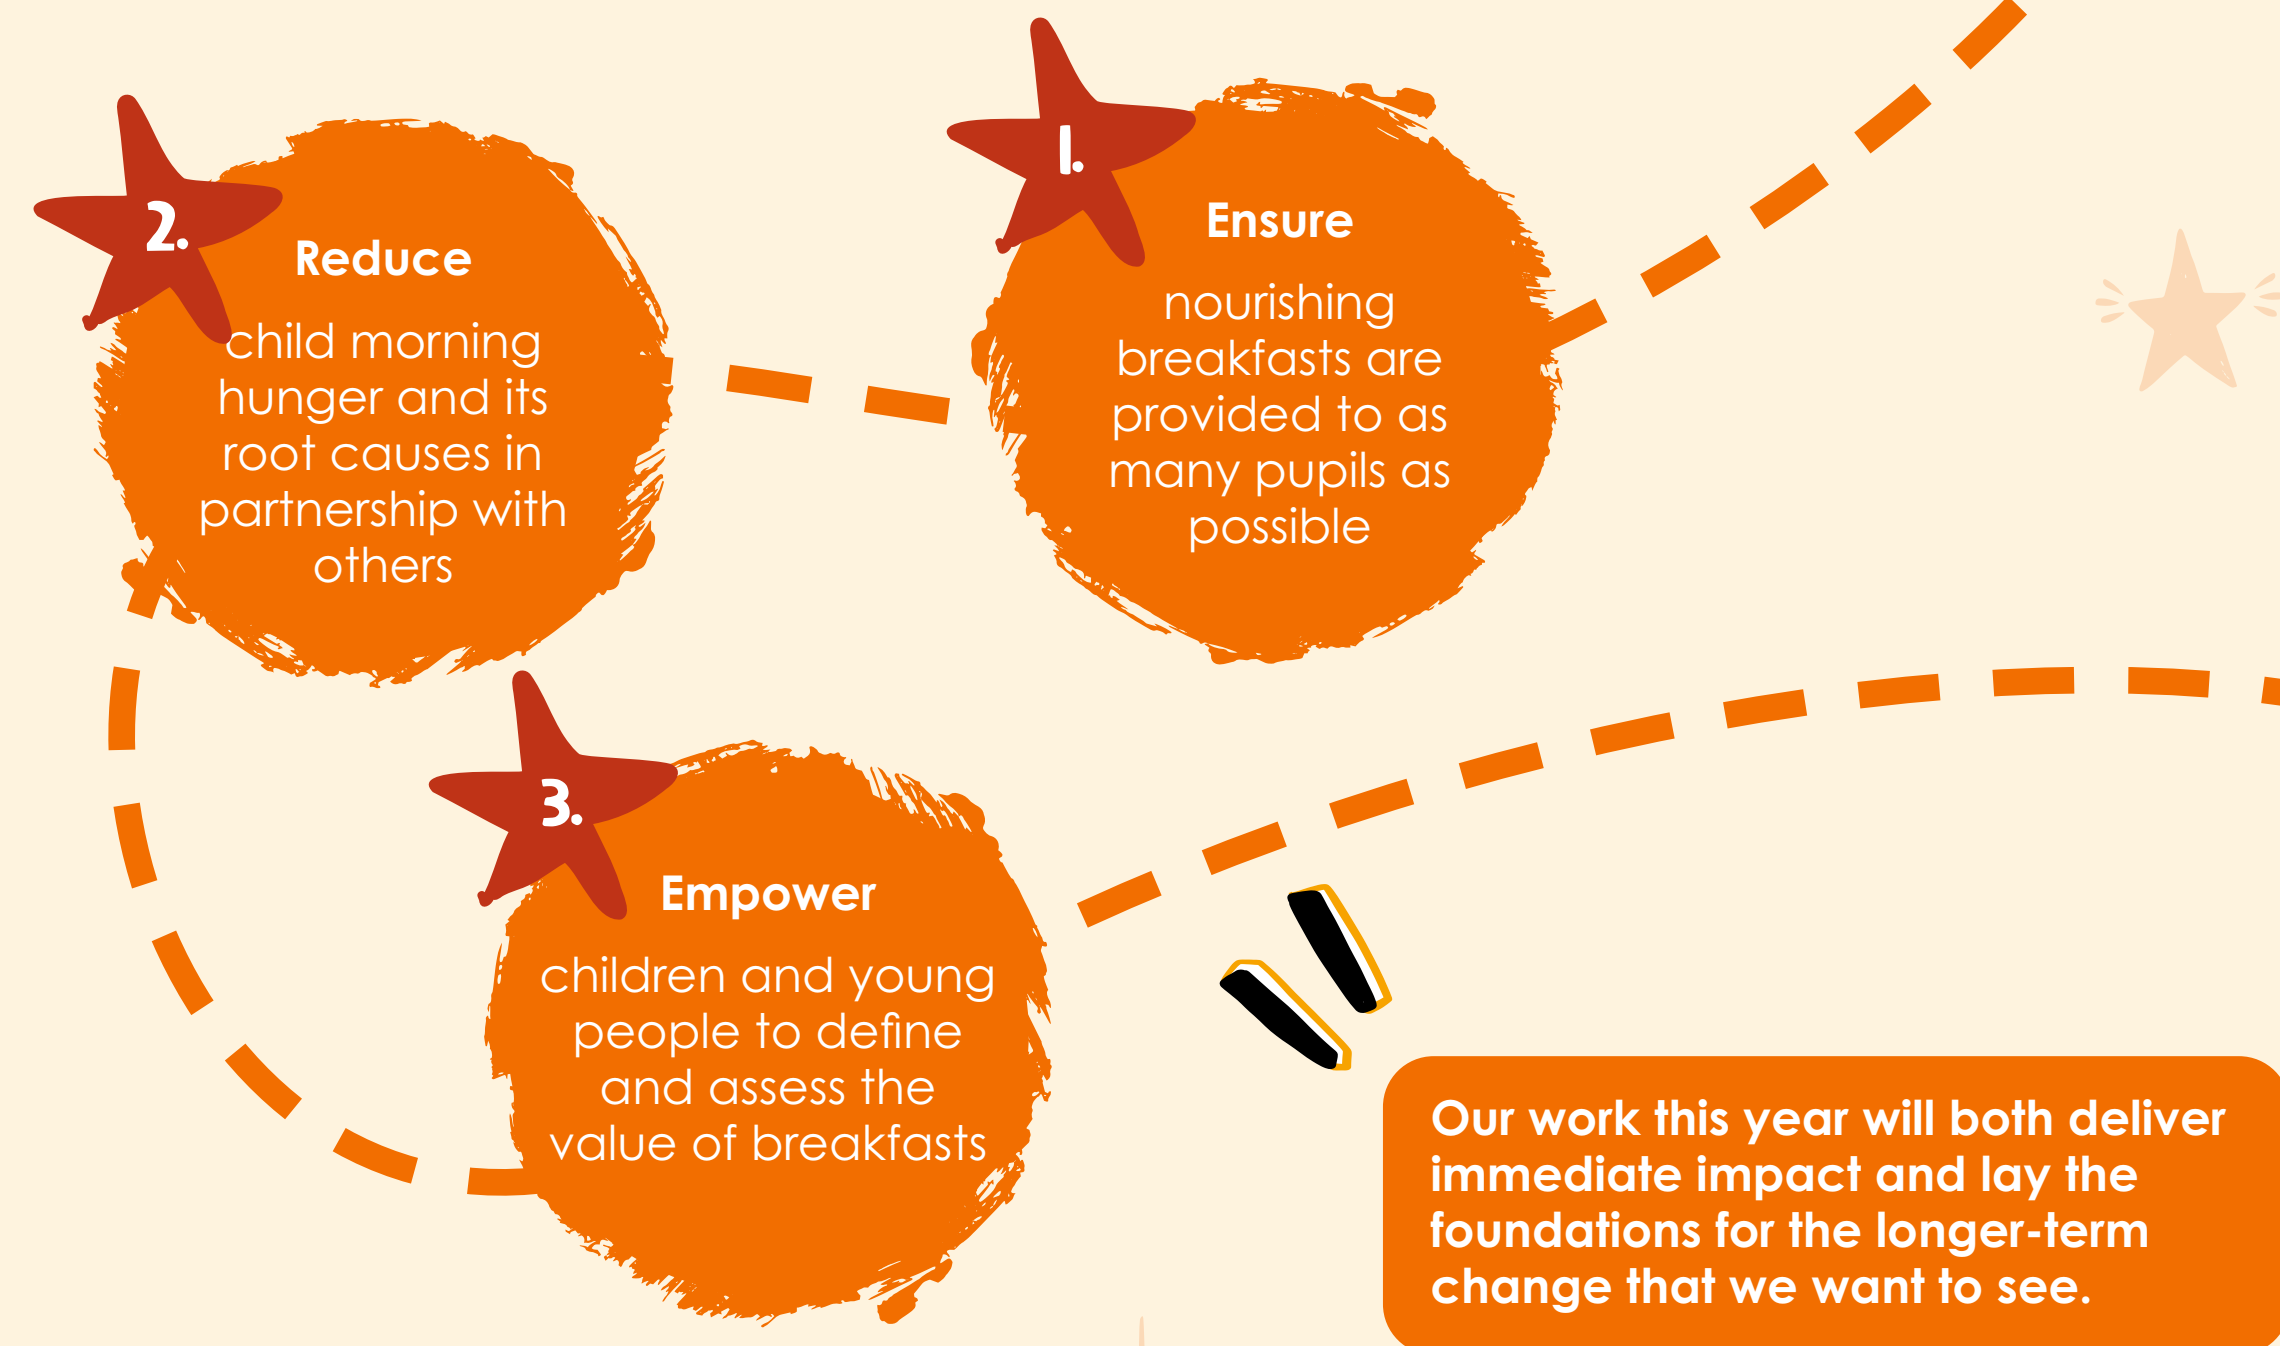 1.
Ensure
nourishing
breakfasts are
provided to as
many pupils as
possible
2.
Reduce
child morning
hunger and its
root causes in
partnership with
others
3.
Empower
children and young
people to define
and assess the
value of breakfasts
Our work this year will both deliver
immediate impact and lay the
foundations for the longer-term
change that we want to see.